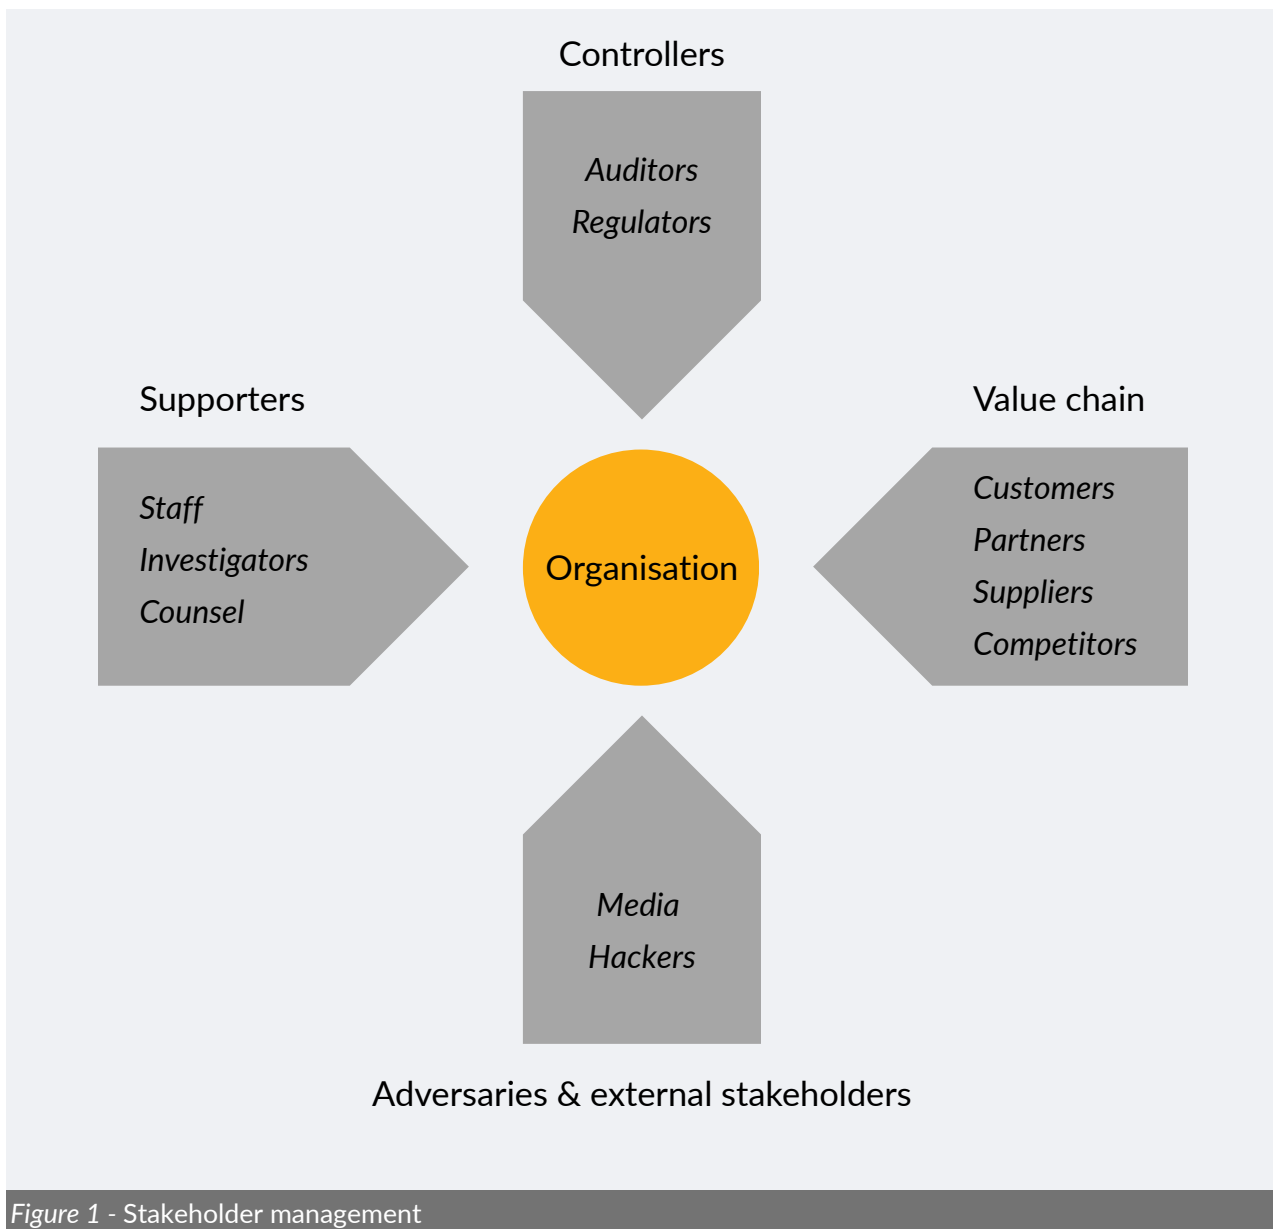 Controllers
Auditors
Regulators
Supporters
Staff
Investigators
Counsel
Organisation
Value chain
Customers
Partners
Suppliers
Competitors
Media
Hackers
Adversaries & external stakeholders
Figure 1 - Stakeholder management